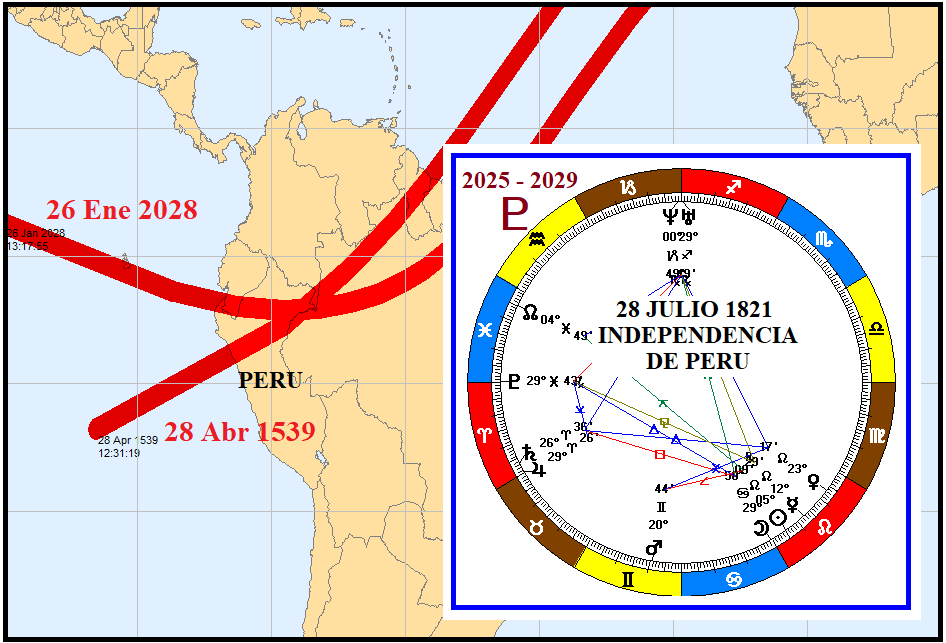 26 Ene 2028
26 Jan 2028
13:17:55
PERU
28 Abr 1539
28 Apr 1539
12:31:19
2025 - 2029
28 JULIO 1821
INDEPENDENCIA
DE PERU
00°
29°
04°
49'
29°
43'
36'
26'
26°
29°
44'
20°
17'
23°
12°
05°
29°